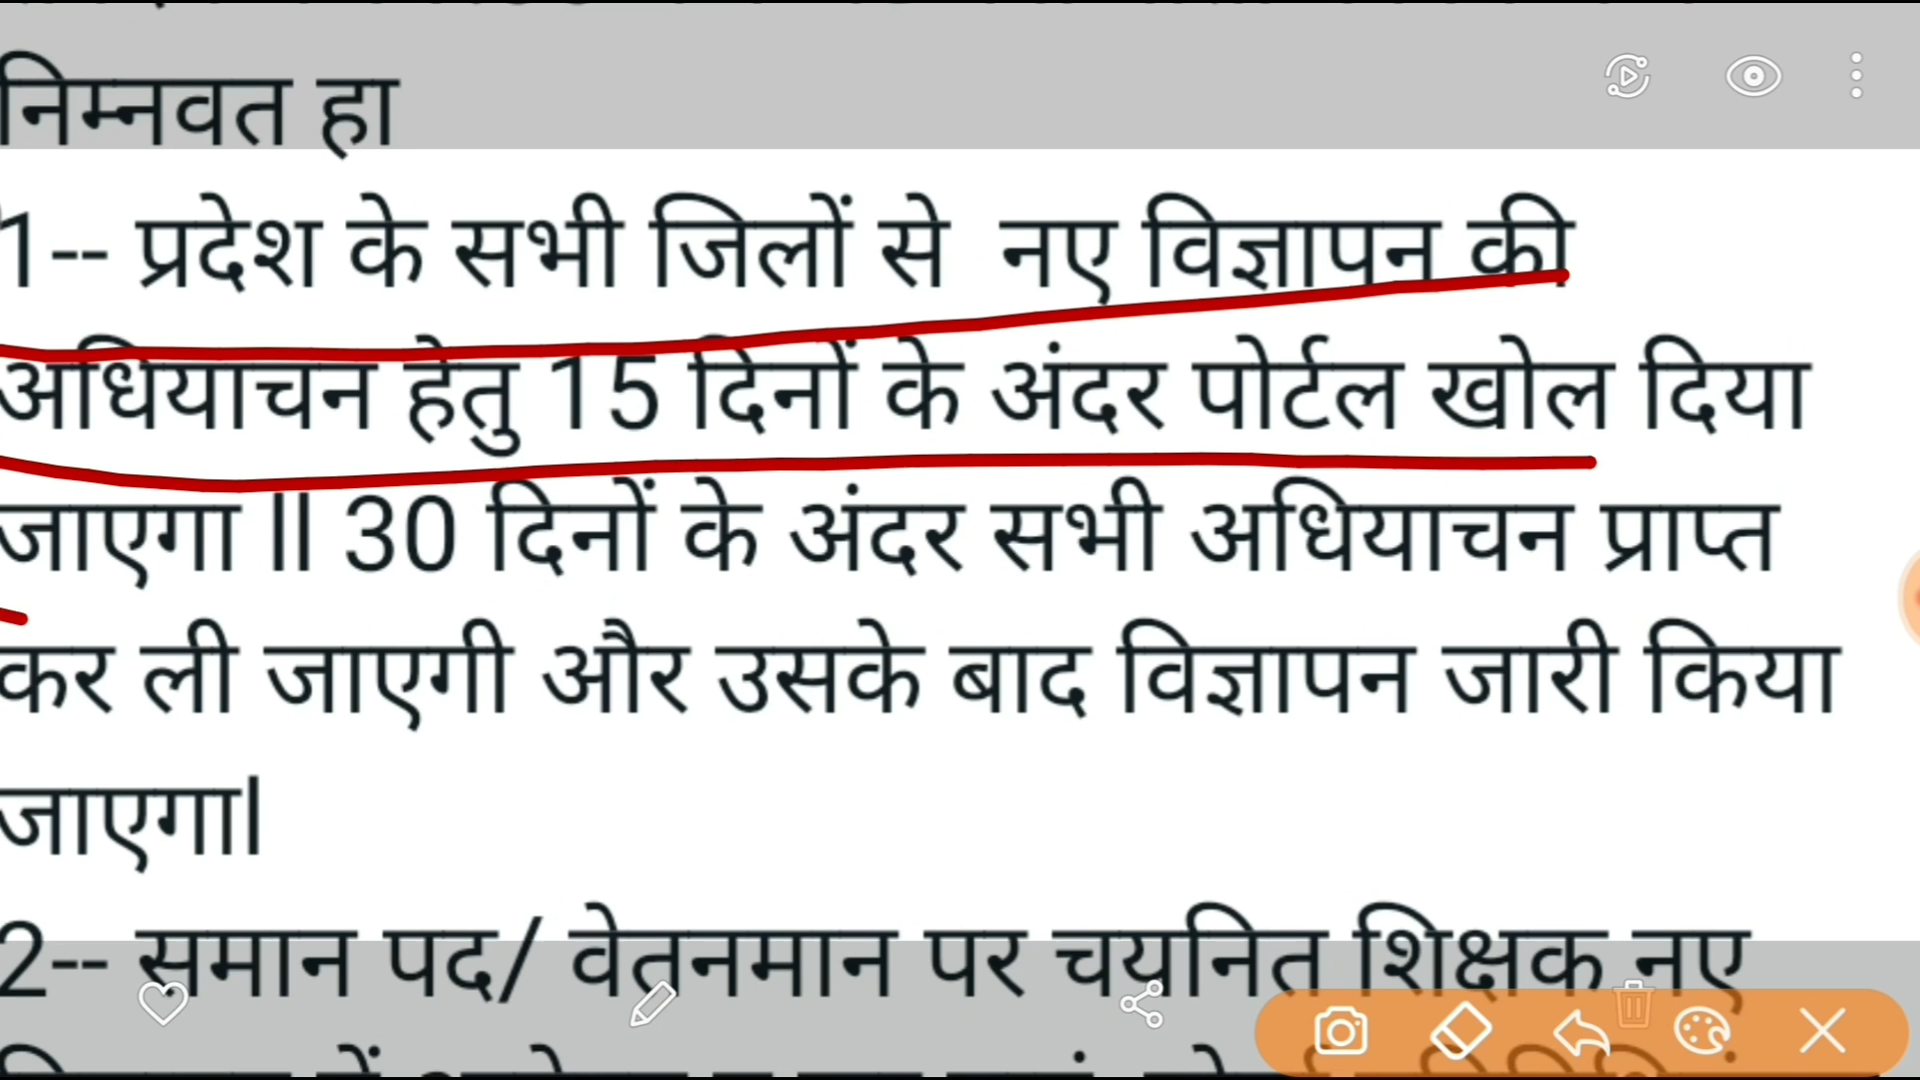 निम्नवत हा
1-- प्रदेश के सभी जिलों से नए विज्ञापन की
अधियाचन हेतु 15 दिनों के अंदर पोर्टल खोल दिया
जाएगा ll 30 दिनों के अंदर सभी अधियाचन प्राप्त
कर ली जाएगी और उसके बाद विज्ञापन जारी किया
जाएगाl
2-- समान पद/ वेतनमान पर चयनित शिक्षक नए